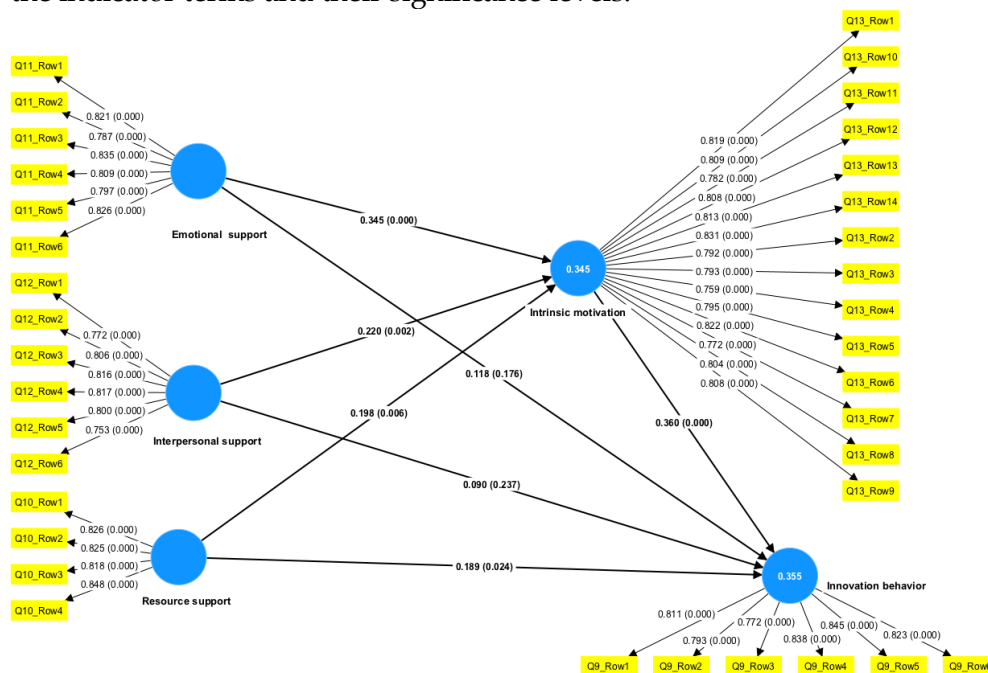 the indicator terms and their significance levels.
Q11_Row1
Q11_Row2
Q11_Row3
Q11_Row4
Q11_Row5
Q11_Row6
0.821 (0.000)
0.787 (0.000)
0.835 (0.000)
0.809 (0.000)
0.797 (0.000)
0.826 (0.000)
Emotional support
Q12_Row1
Q12_Row2
Q12_Row3
Q12_Row4
Q12_Row5
Q12_Row6
0.772 (0.000)
0.806 (0.000)
0.816 (0.000)
0.817 (0.000)
0.800 (0.000)
0.753 (0.000)
Interpersonal support
Q10_Row1
Q10_Row2
Q10_Row3
Q10_Row4
0.826 (0.000)
0.825 (0.000)
0.818 (0.000)
0.848 (0.000)
Resource support
0.345 (0.000)
0.220 (0.002)
0.198 (0.006)
0.118 (0.176)
0.090 (0.237)
0.189 (0.024)
0.360 (0.000)
0.345
Intrinsic motivation
0.819 (0.000)
0.809 (0.000)
0.782 (0.000)
0.808 (0.000)
0.813 (0.000)
0.831 (0.000)
0.792 (0.000)
0.793 (0.000)
0.759 (0.000)
0.795 (0.000)
0.822 (0.000)
0.772 (0.000)
0.804 (0.000)
0.808 (0.000)
Q13_Row1
Q13_Row10
Q13_Row11
Q13_Row12
Q13_Row13
Q13_Row14
Q13_Row2
Q13_Row3
Q13_Row4
Q13_Row5
Q13_Row6
Q13_Row7
Q13_Row8
Q13_Row9
0.355
Innovation behavior
0.811 (0.000)
0.793 (0.000)
0.772 (0.000)
0.838 (0.000)
0.845 (0.000)
0.823 (0.000)
Q9_Row1
Q9_Row2
Q9_Row3
Q9_Row4
Q9_Row5
Q9_Row6